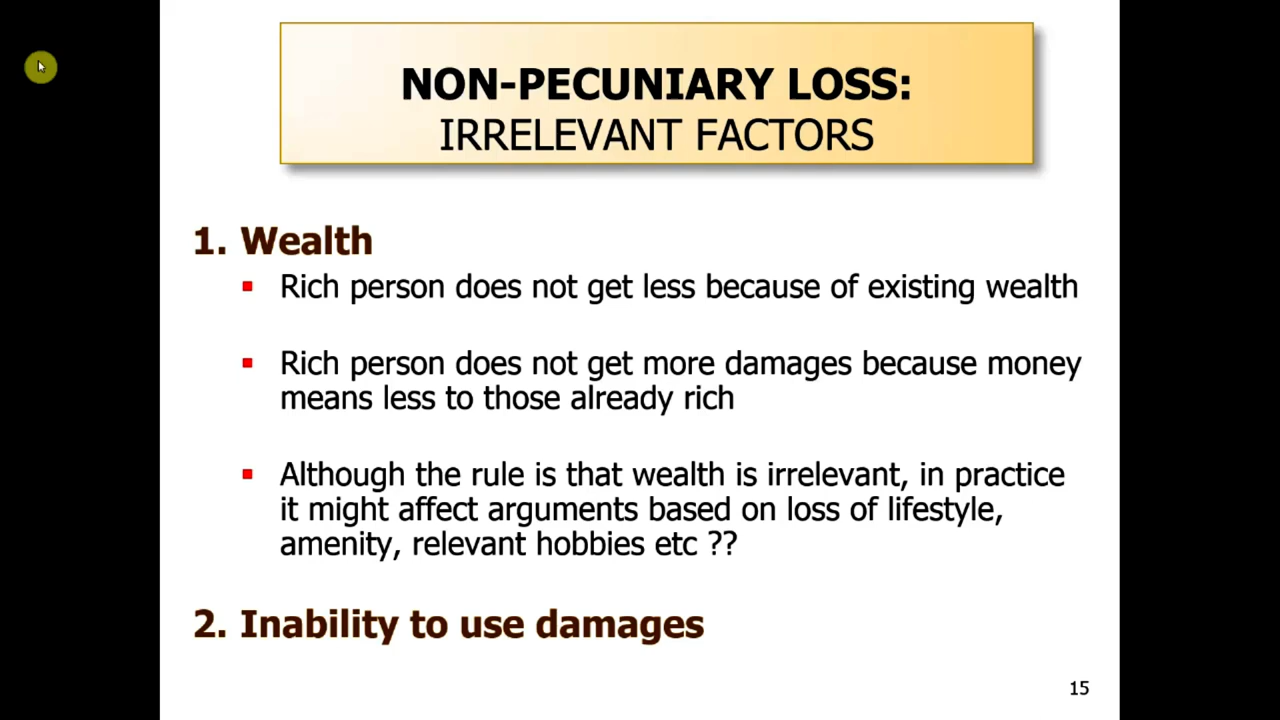 NON-PECUNIARY LOSS:
IRRELEVANT FACTORS
1. Wealth
▪ Rich person does not get less because of existing wealth
▪ Rich person does not get more damages because money
means less to those already rich
▪ Although the rule is that wealth is irrelevant, in practice
it might affect arguments based on loss of lifestyle,
amenity, relevant hobbies etc ??
2. Inability to use damages
15